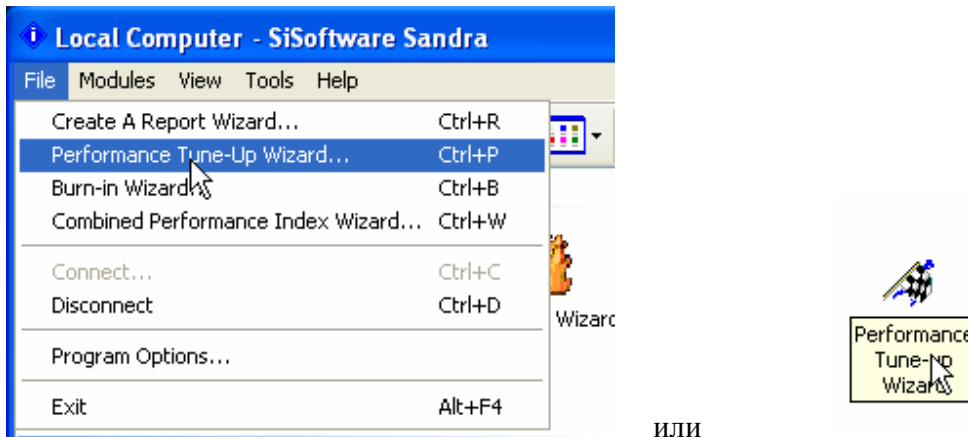 Local Computer - SiSoftware Sandra
File Modules View Tools Help
Create A Report Wizard... Ctrl+R
Performance Tune-Up Wizard... Ctrl+P
Burn-in Wizard Ctrl+B
Combined Performance Index Wizard... Ctrl+W
Connect... Ctrl+C
Disconnect Ctrl+D
Program Options...
Exit Alt+F4
или
Performance
Tune-up
Wizard